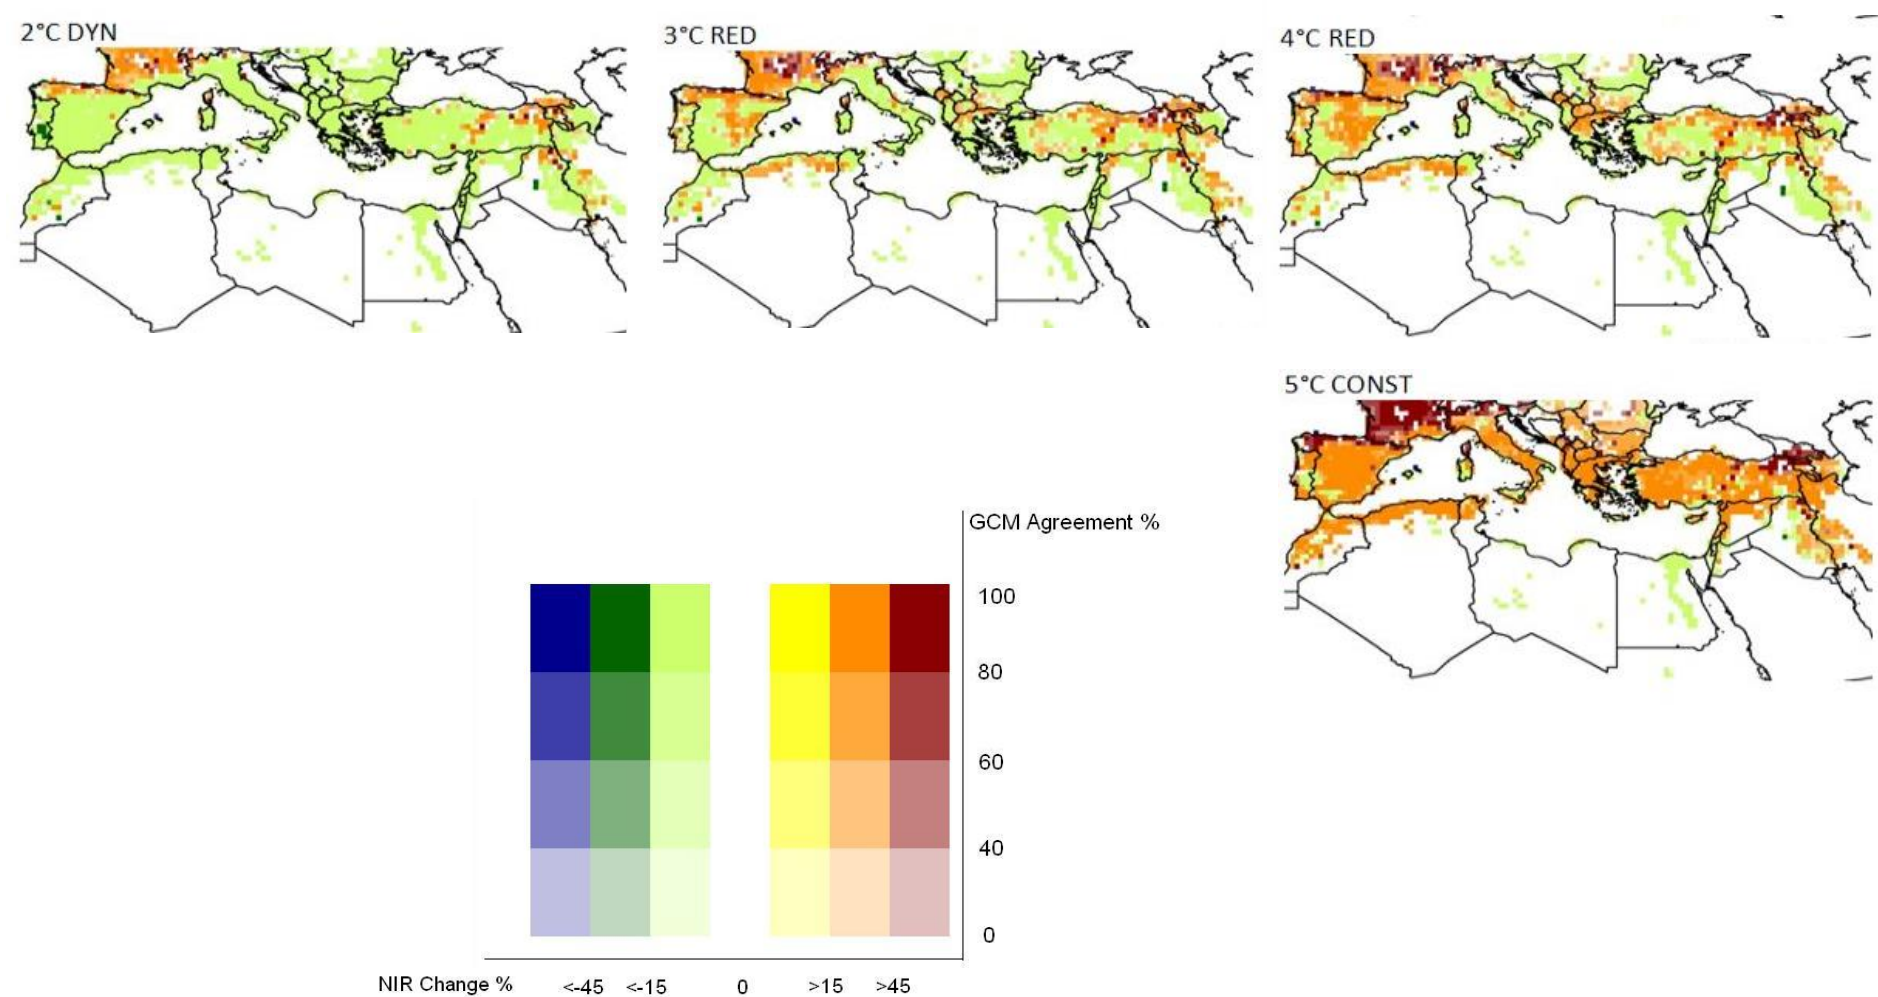 2°C DYN
3°C RED
4°C RED
5°C CONST
GCM Agreement %
100
80
60
40
0
NIR Change % <-45 <-15 0 >15 >45